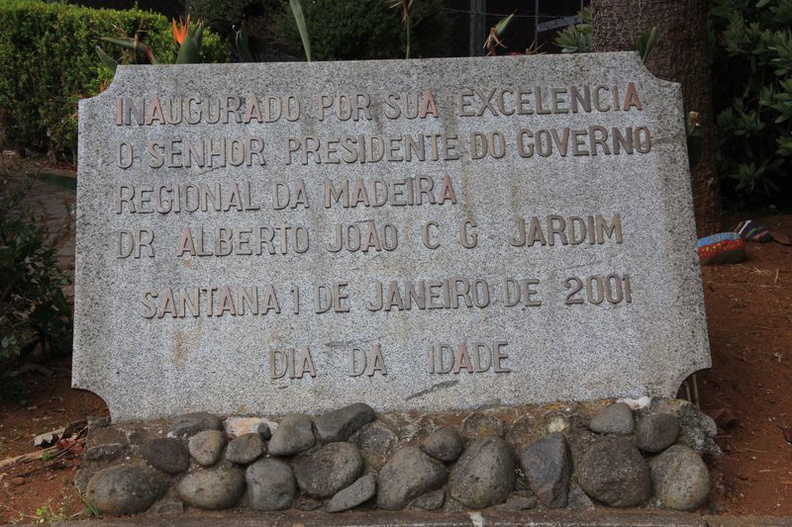 INAUGURADO POR SUA EXCELENCIA
O SENHOR PRESIDENTE DO GOVERNO
REGIONAL DA MADEIRA
DR ALBERTO JOÃO C G JARDIM
SANTANA 1 DE JANEIRO DE 2001
DIA DA IDADE